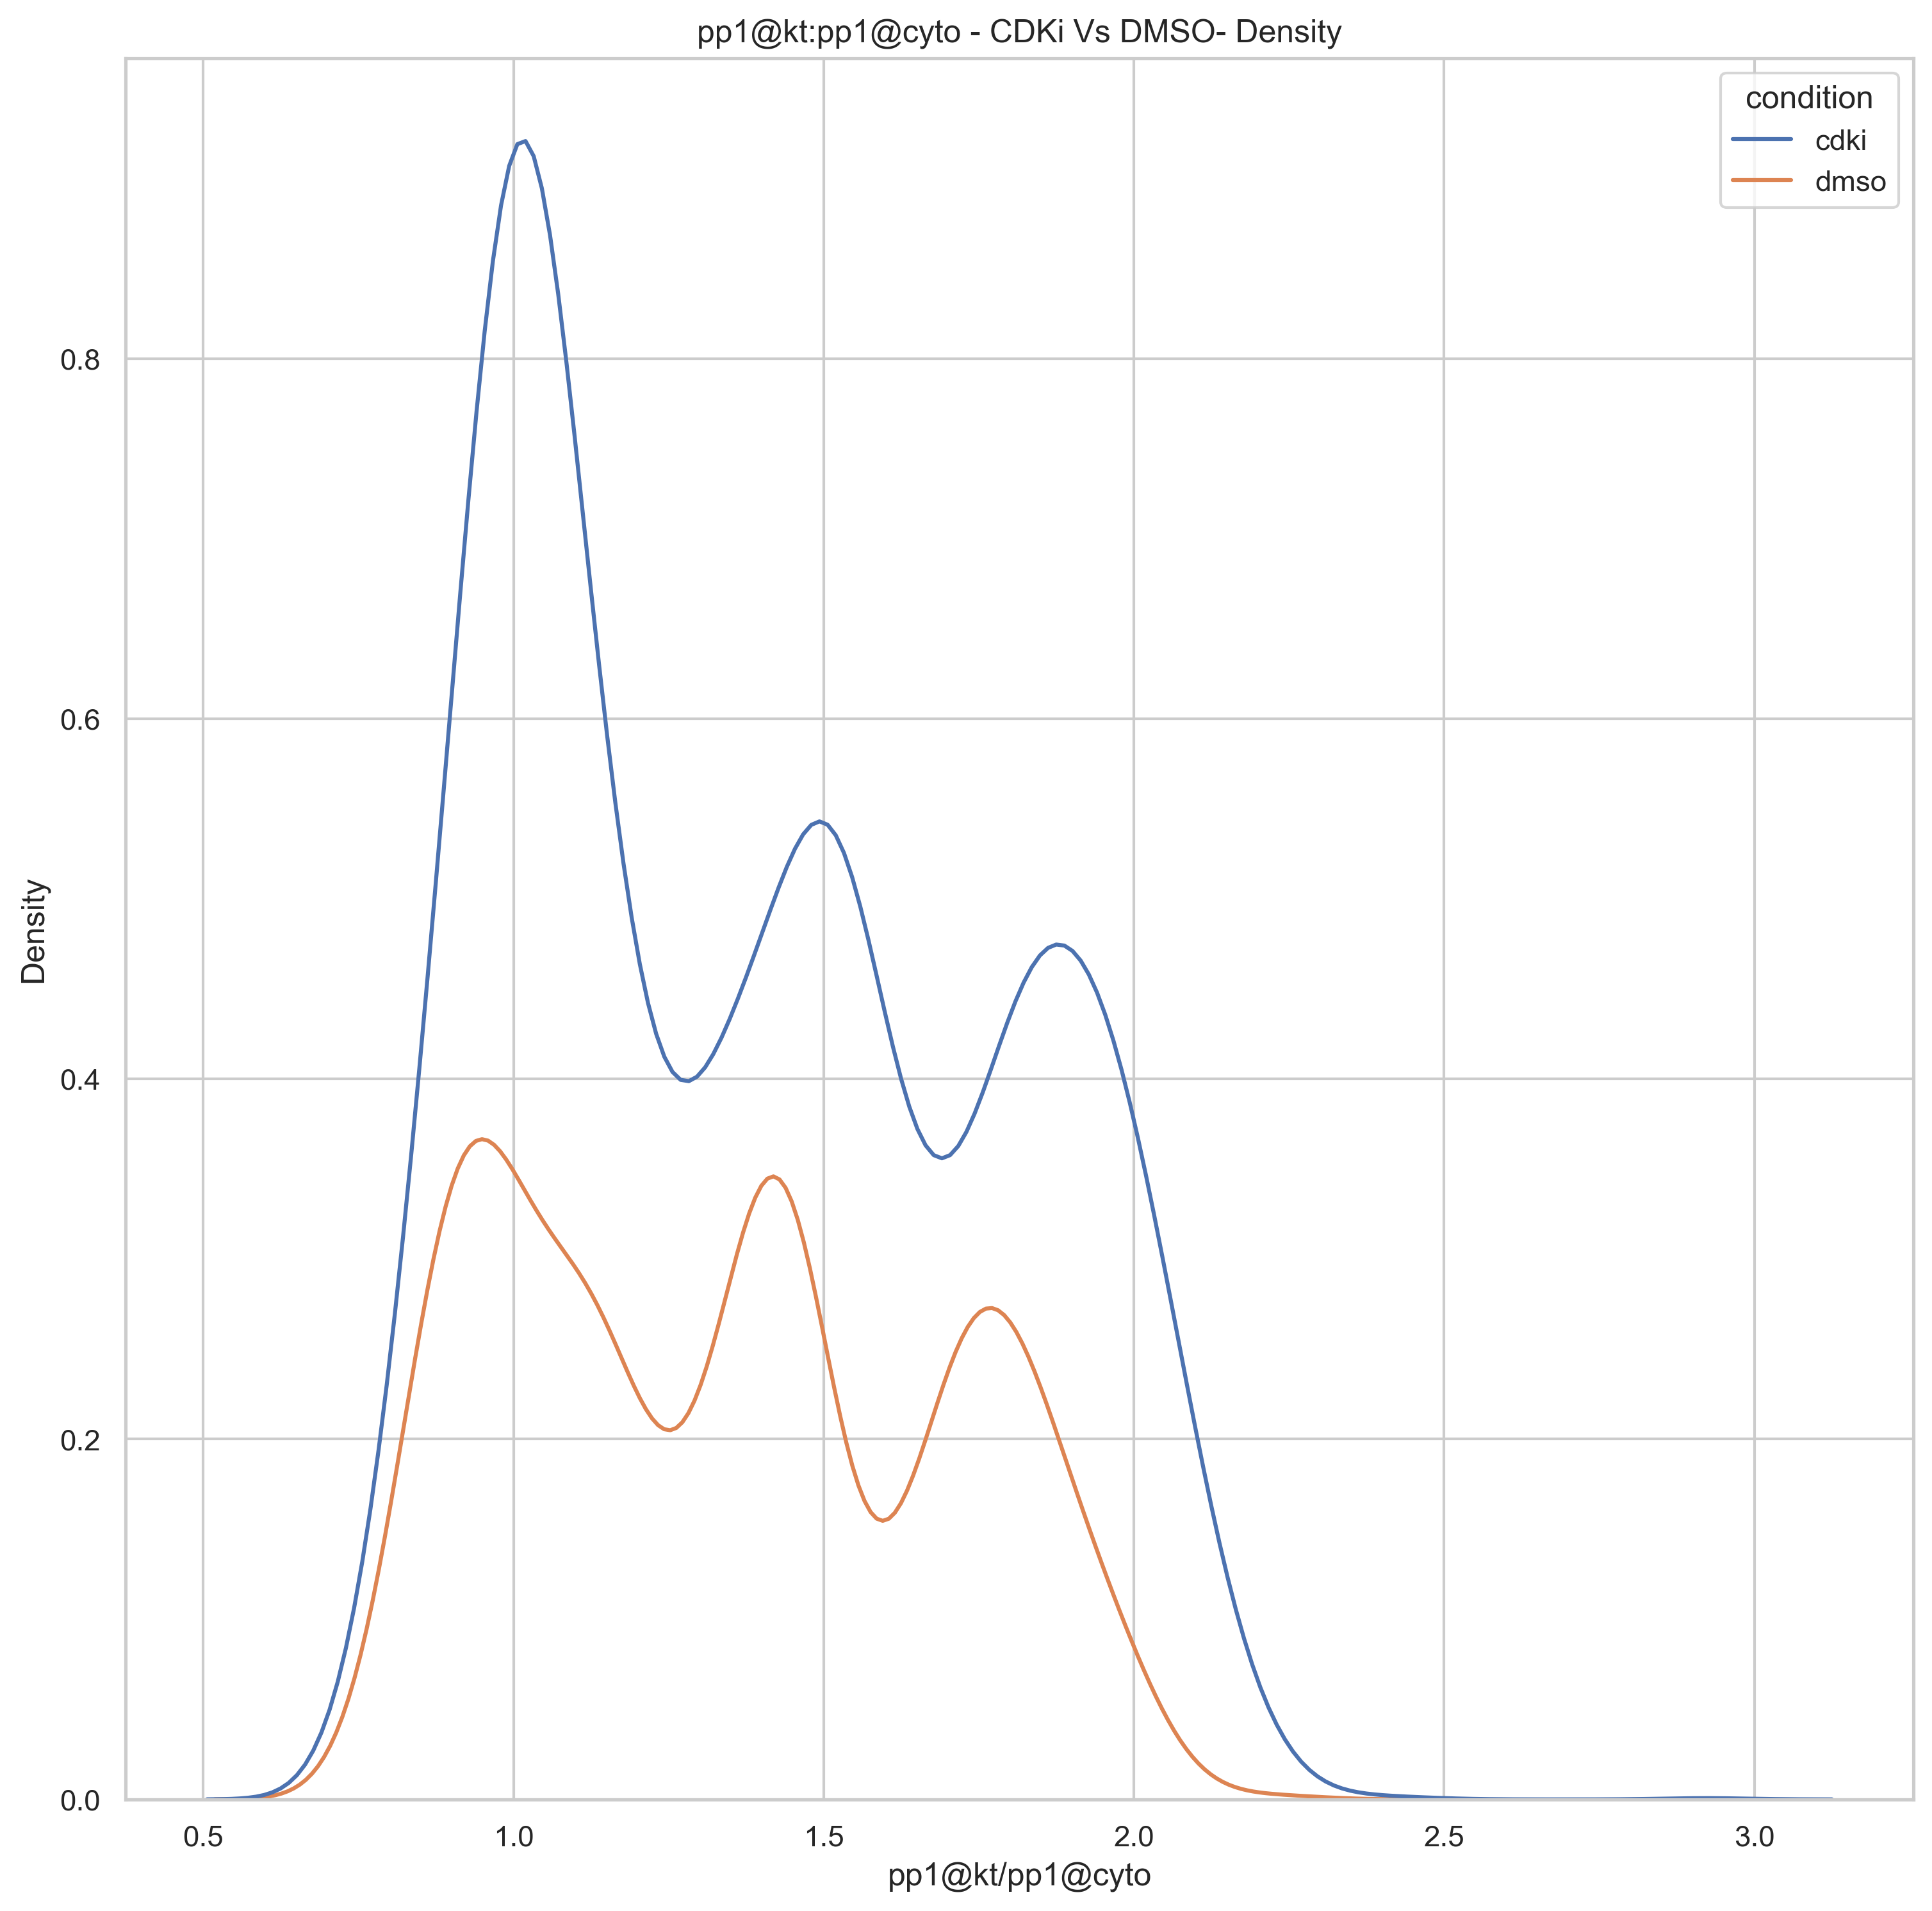 pp1@kt:pp1@cyto - CDKi Vs DMSO- Density
condition
cdki
dmso
Density
0.8
0.6
0.4
0.2
0.0
0.5 1.0 1.5 2.0 2.5 3.0
pp1@kt/pp1@cyto